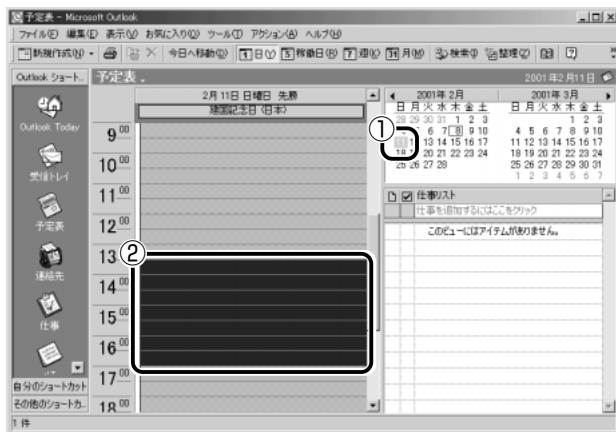 予定表 - Microsoft Outlook
ファイル(F) 編集(E) 表示(V) お気に入り(O) ツール(T) アクション(A) ヘルプ(H)
新規作成(N) 今日へ移動(O) 1 日(Y) 5 稼動日(R) 7 週(K) 31 月(M) 検索(I) 整理(Z)
Outlook ショート... 予定表 2001年2月11日
Outlook Today
受信トレイ
予定表
連絡先
仕事
自分のショートカット
その他のショートカ...
2月 11日 日曜日 先勝
建国記念日 (日本)
9 00
10 00
11 00
12 00
13
14 00
15 00
16 00
17 00
18 00
②
①
2001年 2月
日 月 火 水 木 金 土
28 29 30 31 1 2 3
5 6 7 8 9 10
11 13 14 15 16 17
18 20 21 22 23 24
25 26 27 28
2001年 3月
日 月 火 水 木 金 土
1 2 3
4 5 6 7 8 9 10
11 12 13 14 15 16 17
18 19 20 21 22 23 24
25 26 27 28 29 30 31
1 2 3 4 5 6 7
仕事リスト
仕事を追加するにはここをクリック
このビューにはアイテムがありません。
1 件